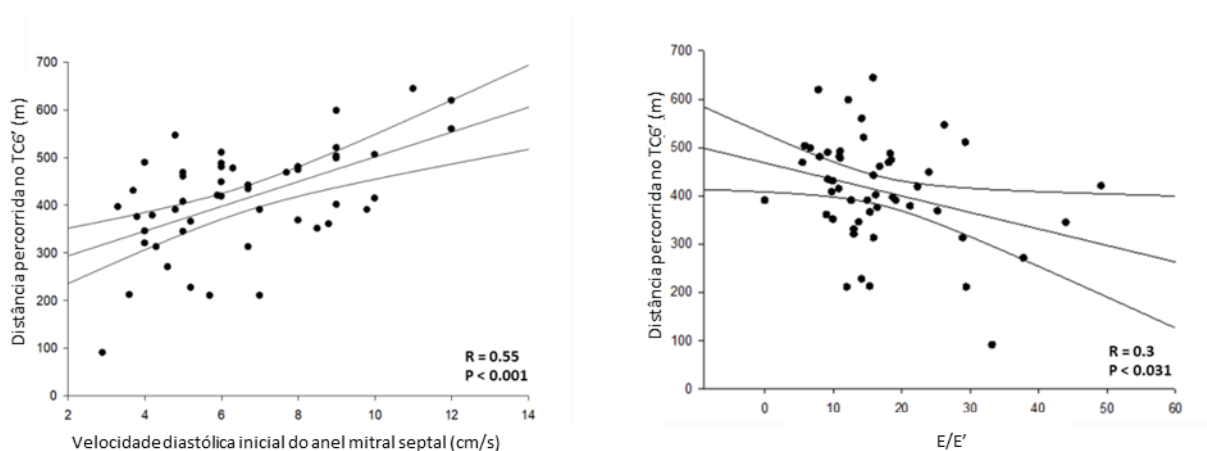 Distância percorrida no TC6' (m)
700
600
500
400
300
200
100
0
2 4 6 8 10 12 14
R = 0.55
P < 0.001
Velocidade diastólica inicial do anel mitral septal (cm/s)
Distância percorrida no TC6' (m)
700
600
500
400
300
200
100
0
0 10 20 30 40 50 60
R = 0.3
P < 0.031
E/E'